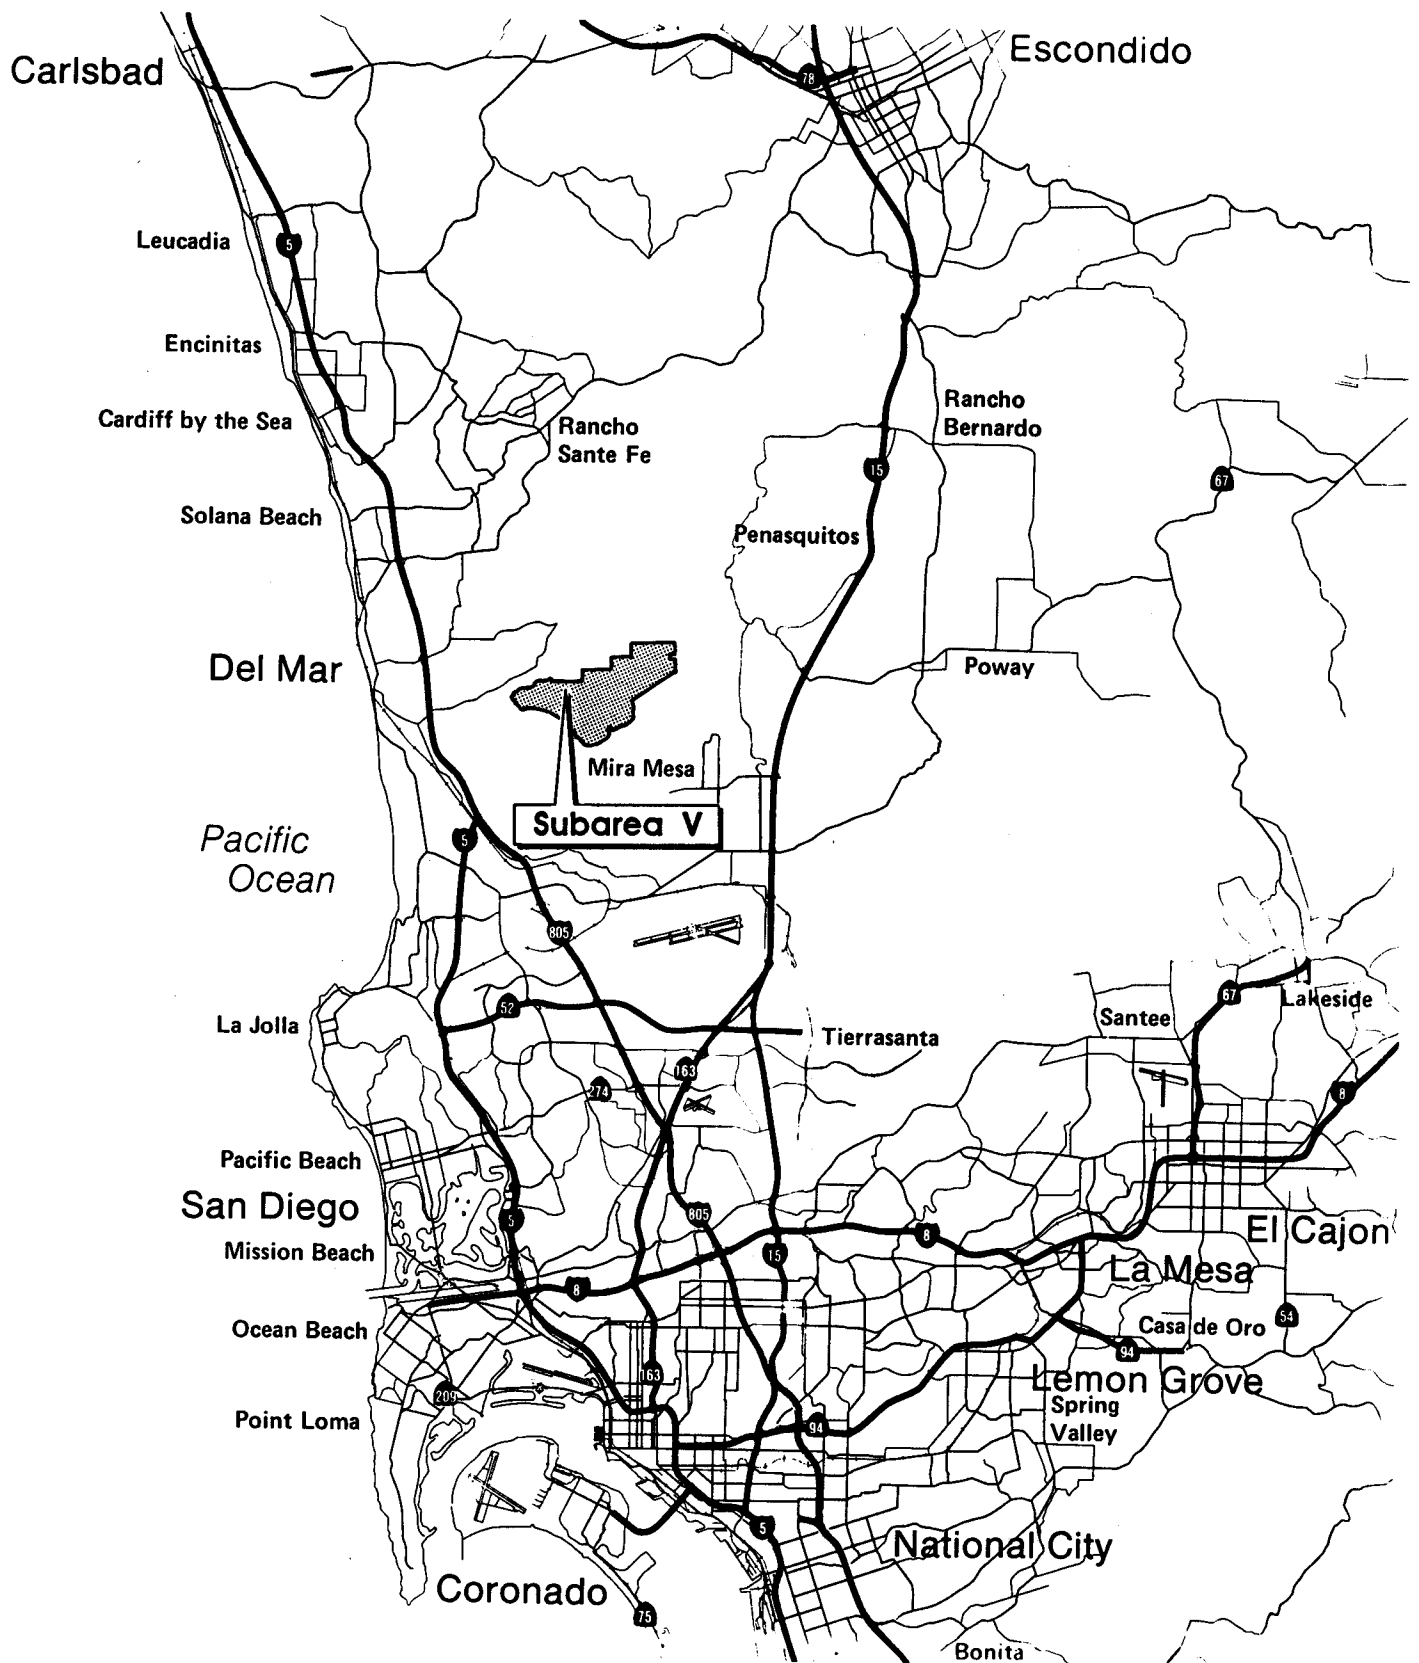 Escondido
Carlsbad
78
Leucadia
5
Encinitas
Rancho
Bernardo
Cardiff by the Sea
Rancho
Sante Fe
15
67
Solana Beach
Penasquitos
Del Mar
Poway
Mira Mesa
Subarea V
Pacific
Ocean
5
805
67
Lakeside
52
Santee
La Jolla
Tierrasanta
163
274
8
Pacific Beach
San Diego
805
5
El Cajon
8
Mission Beach
15
La Mesa
8
54
Casa de Oro
Ocean Beach
94
163
Lemon Grove
209
Spring
Valley
Point Loma
94
5
National City
Coronado
75
Bonita